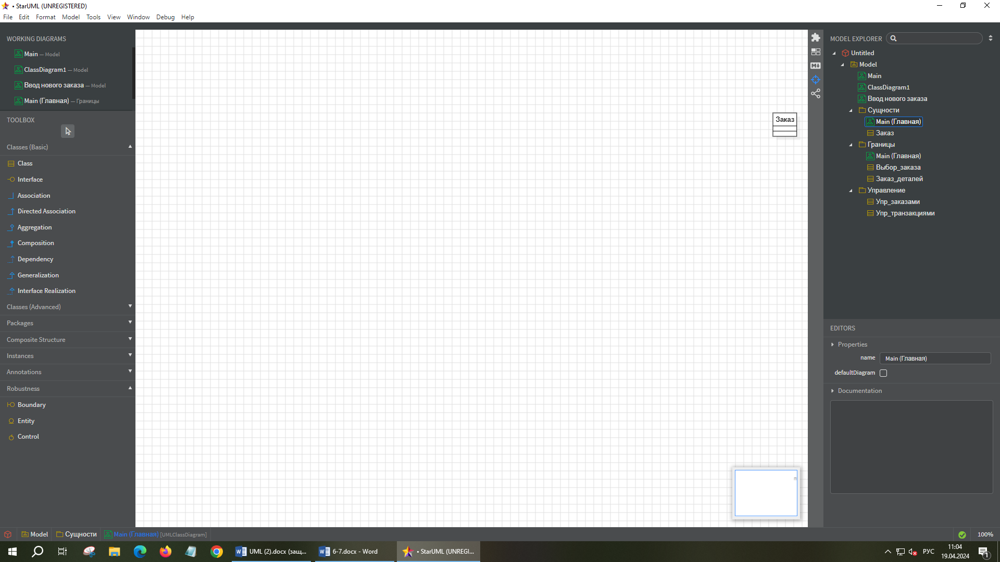 • StarUML (UNREGISTERED)
File Edit Format Model Tools View Window Debug Help
WORKING DIAGRAMS
Main — Model
ClassDiagram1 — Model
Ввод нового заказа — Model
Main (Главная) — Границы
TOOLBOX
Classes (Basic)
Class
Interface
Association
Directed Association
Aggregation
Composition
Dependency
Generalization
Interface Realization
Classes (Advanced)
Packages
Composite Structure
Instances
Annotations
Robustness
Boundary
Entity
Control
Заказ
MODEL EXPLORER
Untitled
Model
Main
ClassDiagram1
Ввод нового заказа
Сущности
Main (Главная)
Заказ
Границы
Main (Главная)
Выбор_заказа
Заказ_деталей
Управление
Упр_заказами
Упр_транзакциями
EDITORS
Properties
name Main (Главная)
defaultDiagram
Documentation
Model Сущности Main (Главная) [UMLClassDiagram]
100%
UML (2).docx (защ...
6-7.docx - Word
• StarUML (UNREGI...
РУС
11:04
19.04.2024
1